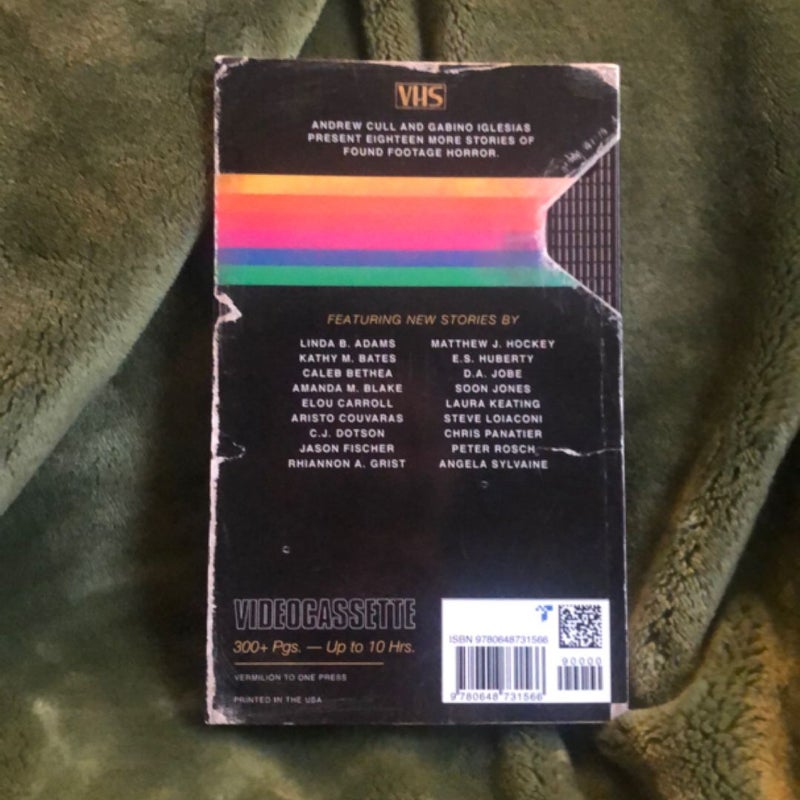 VHS
ANDREW CULL AND GABINO IGLESIAS
PRESENT EIGHTEEN MORE STORIES OF
FOUND FOOTAGE HORROR.
FEATURING NEW STORIES BY
LINDA B. ADAMS
KATHY M. BATES
CALEB BETHEA
AMANDA M. BLAKE
ELOU CARROLL
ARISTO COUVARAS
C.J. DOTSON
JASON FISCHER
RHIANNON A. GRIST
MATTHEW J. HOCKEY
E.S. HUBERTY
D.A. JOBE
SOON JONES
LAURA KEATING
STEVE LOIACONI
CHRIS PANATIER
PETER ROSCH
ANGELA SYLVAINE
VIDEOCASSETTE
300+ Pgs. — Up to 10 Hrs.
VERMILION TO ONE PRESS
PRINTED IN THE USA
ISBN 9780648731566
90000
9 780648 731566